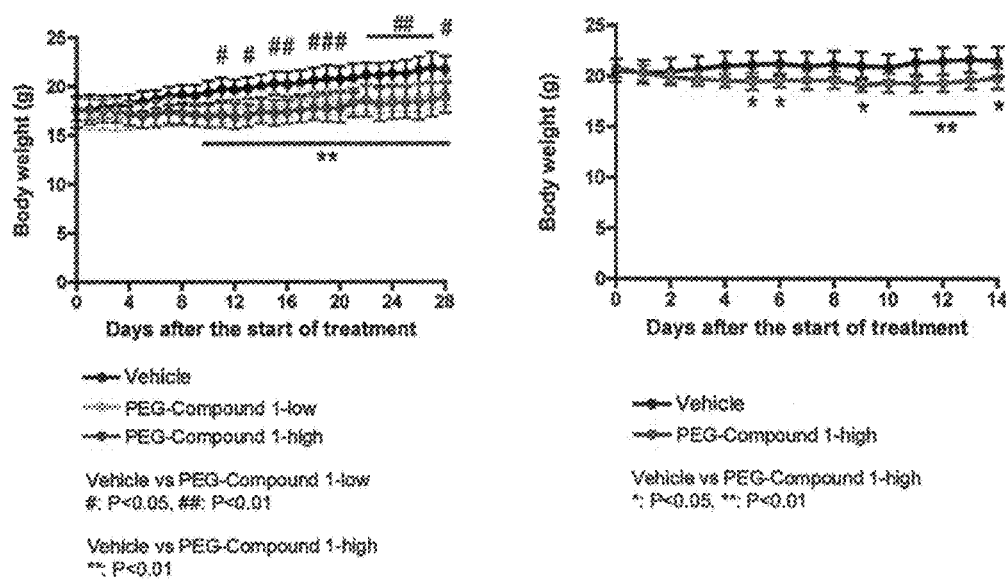 # # ## ### ## #
25
20
15
10
5
0
Body weight (g)
**
0 4 8 12 16 20 24 28
Days after the start of treatment
Vehicle
PEG-Compound 1-low
PEG-Compound 1-high
Vehicle vs PEG-Compound 1-low
#: P<0.05, ##: P<0.01
Vehicle vs PEG-Compound 1-high
**: P<0.01
25
20
15
10
5
0
Body weight (g)
* * * ** *
0 2 4 6 8 10 12 14
Days after the start of treatment
Vehicle
PEG-Compound 1-high
Vehicle vs PEG-Compound 1-high
*: P<0.05, **: P<0.01